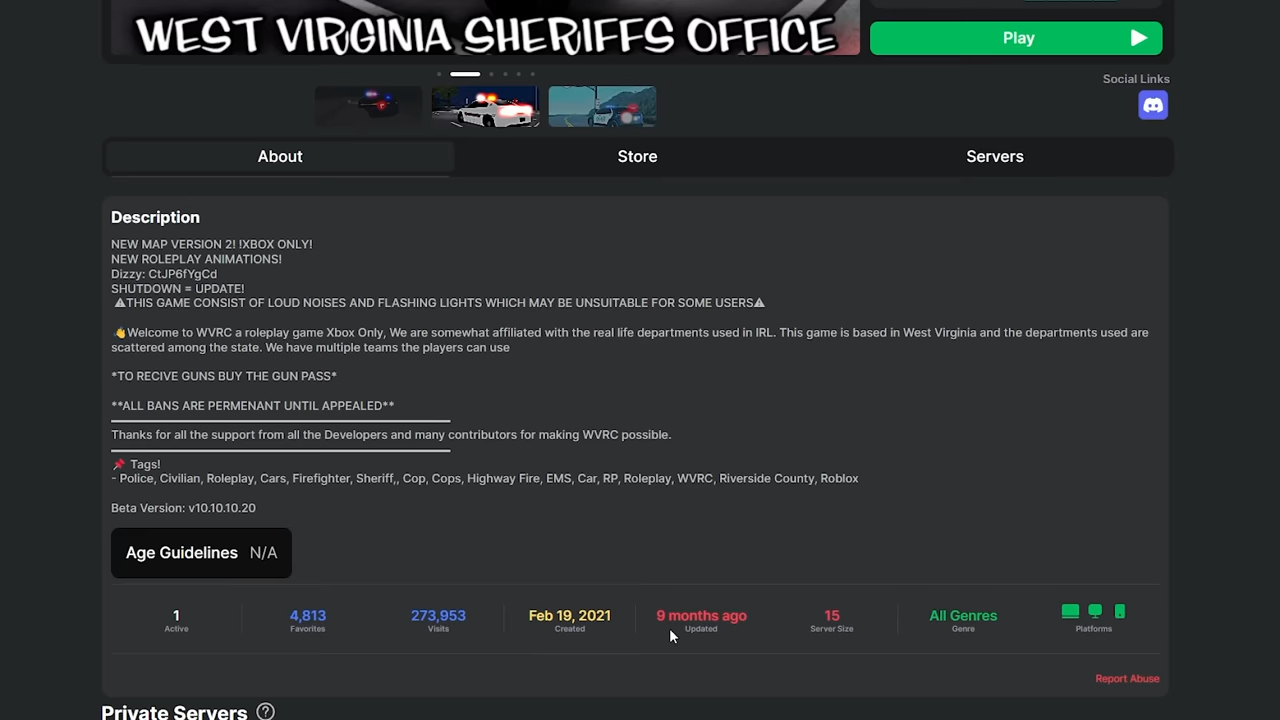 WEST VIRGINIA SHERIFFS OFFICE
Play
Social Links
About
Store
Servers
Description
NEW MAP VERSION 2! !XBOX ONLY!
NEW ROLEPLAY ANIMATIONS!
Dizzy: CtJP6fYgCd
SHUTDOWN = UPDATE!
⚠THIS GAME CONSIST OF LOUD NOISES AND FLASHING LIGHTS WHICH MAY BE UNSUITABLE FOR SOME USERS⚠
👋Welcome to WVRC a roleplay game Xbox Only, We are somewhat affiliated with the real life departments used in IRL. This game is based in West Virginia and the departments used are
scattered among the state. We have multiple teams the players can use
*TO RECIVE GUNS BUY THE GUN PASS*
**ALL BANS ARE PERMENANT UNTIL APPEALED**
Thanks for all the support from all the Developers and many contributors for making WVRC possible.
📌 Tags!
- Police, Civilian, Roleplay, Cars, Firefighter, Sheriff,, Cop, Cops, Highway Fire, EMS, Car, RP, Roleplay, WVRC, Riverside County, Roblox
Beta Version: v10.10.10.20
Age Guidelines N/A
1 4,813 273,953 Feb 19, 2021 9 months ago 15 All Genres
Active Favorites Visits Created Updated Server Size Genre Platforms
Report Abuse
Private Servers ?